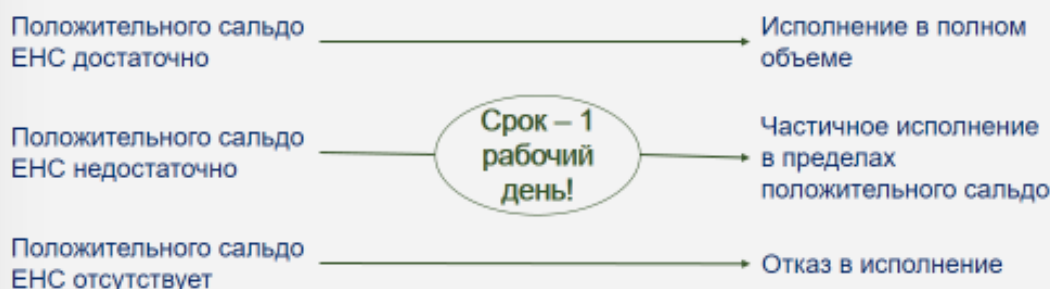 Положительного сальдо
ЕНС достаточно
Исполнение в полном
объеме
Положительного сальдо
ЕНС недостаточно
Срок – 1
рабочий
день!
Частичное исполнение
в пределах
положительного сальдо
Положительного сальдо
ЕНС отсутствует
Отказ в исполнение